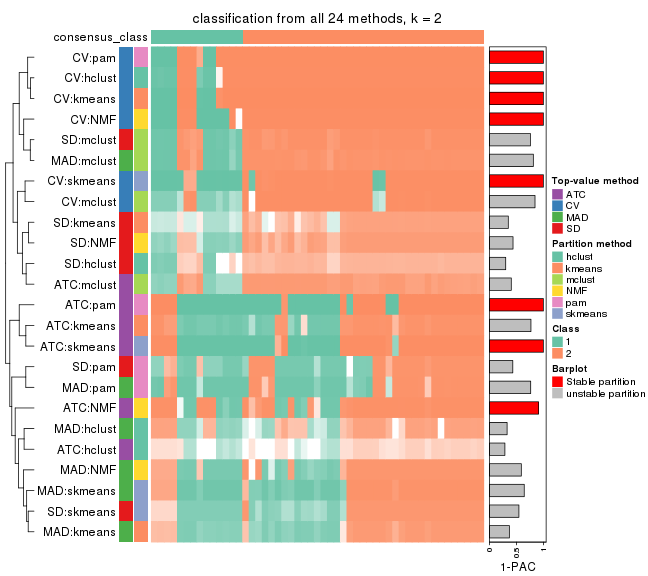 classification from all 24 methods, k = 2
consensus_class
CV:pam
CV:hclust
CV:kmeans
CV:NMF
SD:mclust
MAD:mclust
CV:skmeans
CV:mclust
SD:kmeans
SD:NMF
SD:hclust
ATC:mclust
ATC:pam
ATC:kmeans
ATC:skmeans
SD:pam
MAD:pam
ATC:NMF
MAD:hclust
ATC:hclust
MAD:NMF
MAD:skmeans
SD:skmeans
MAD:kmeans
0
0.5
1
1-PAC
Top-value method
ATC
CV
MAD
SD
Partition method
hclust
kmeans
mclust
NMF
pam
skmeans
Class
1
2
Barplot
Stable partition
unstable partition